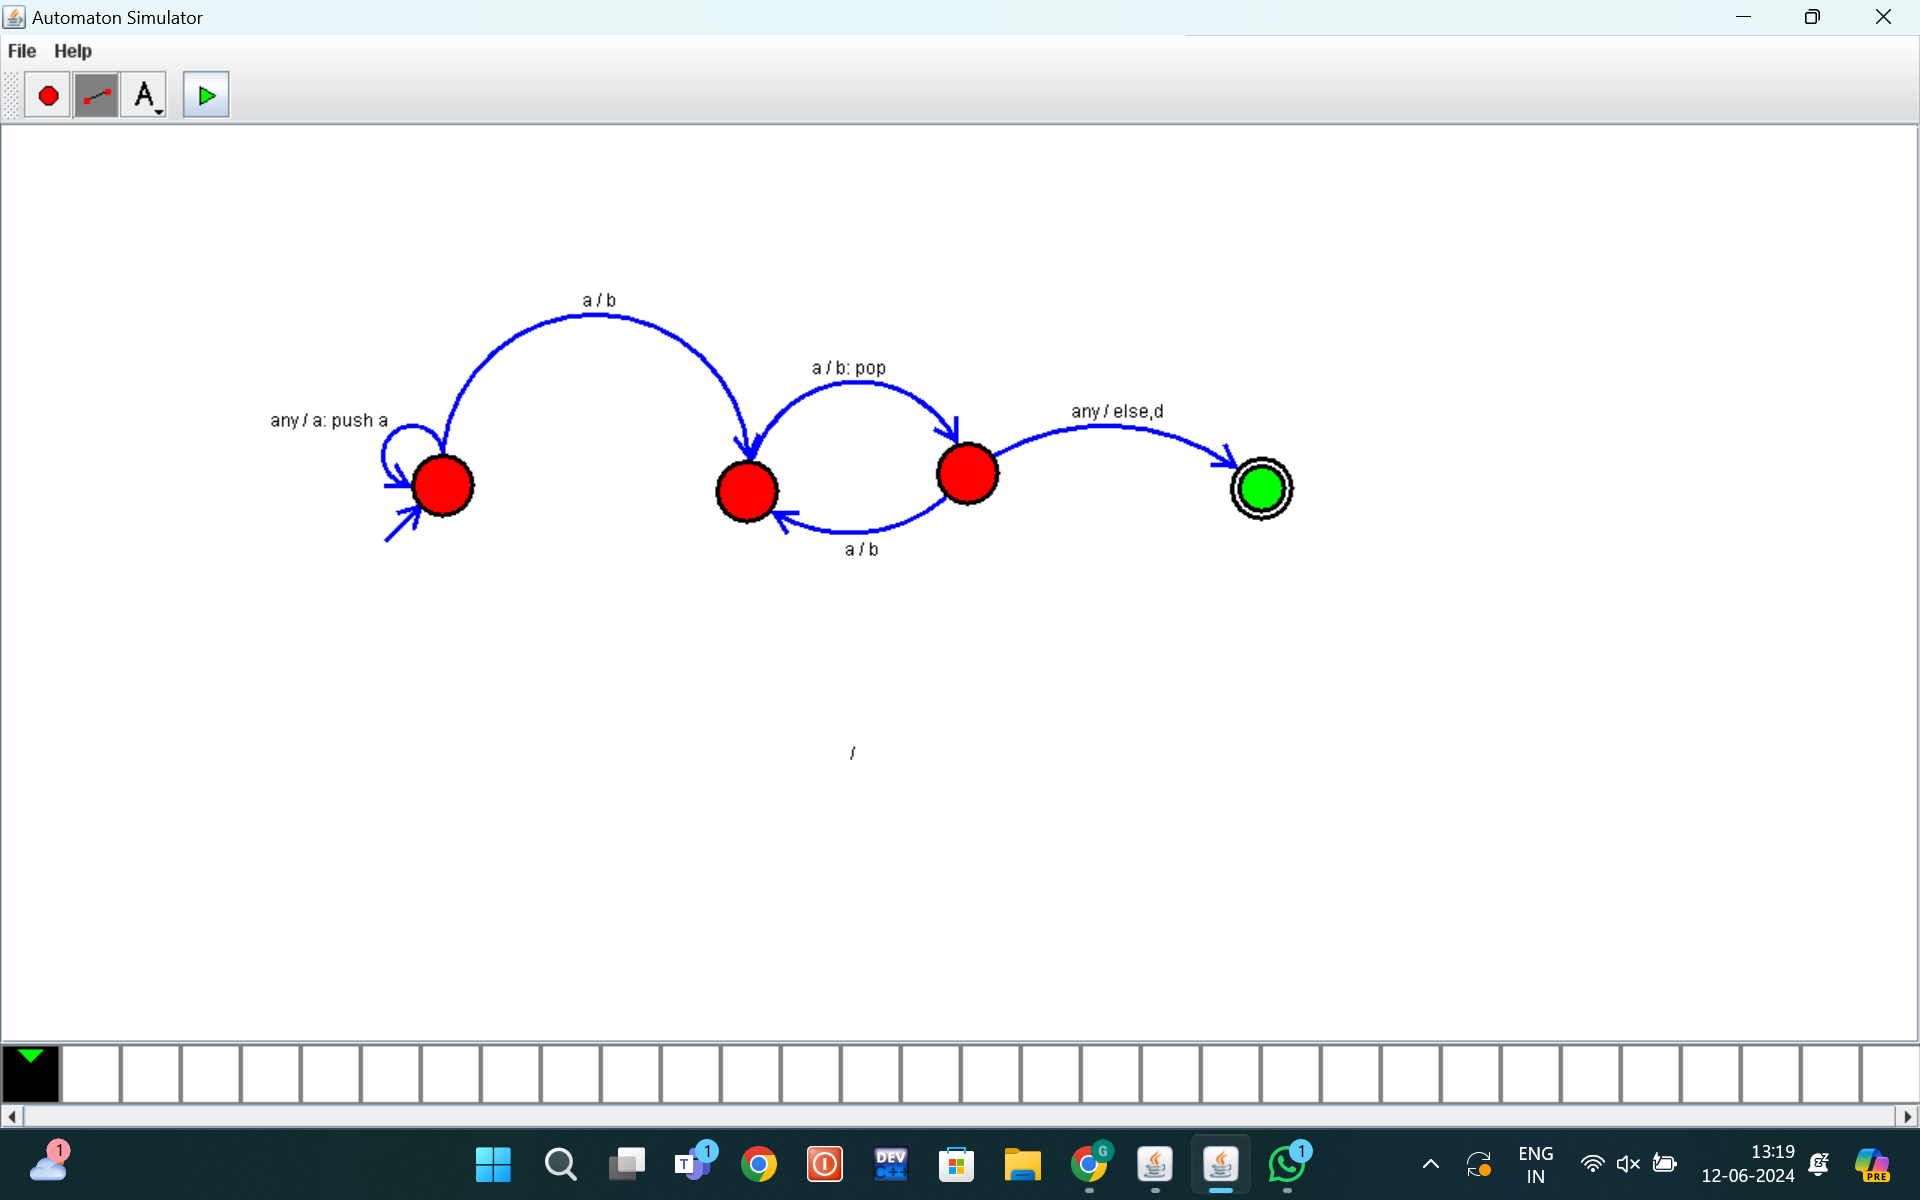 Automaton Simulator
File Help
A
a / b
a / b: pop
any / else,d
any / a: push a
a / b
/
1
T 1
DEV
C++
G
1
ENG
IN
13:19
12-06-2024
PRE